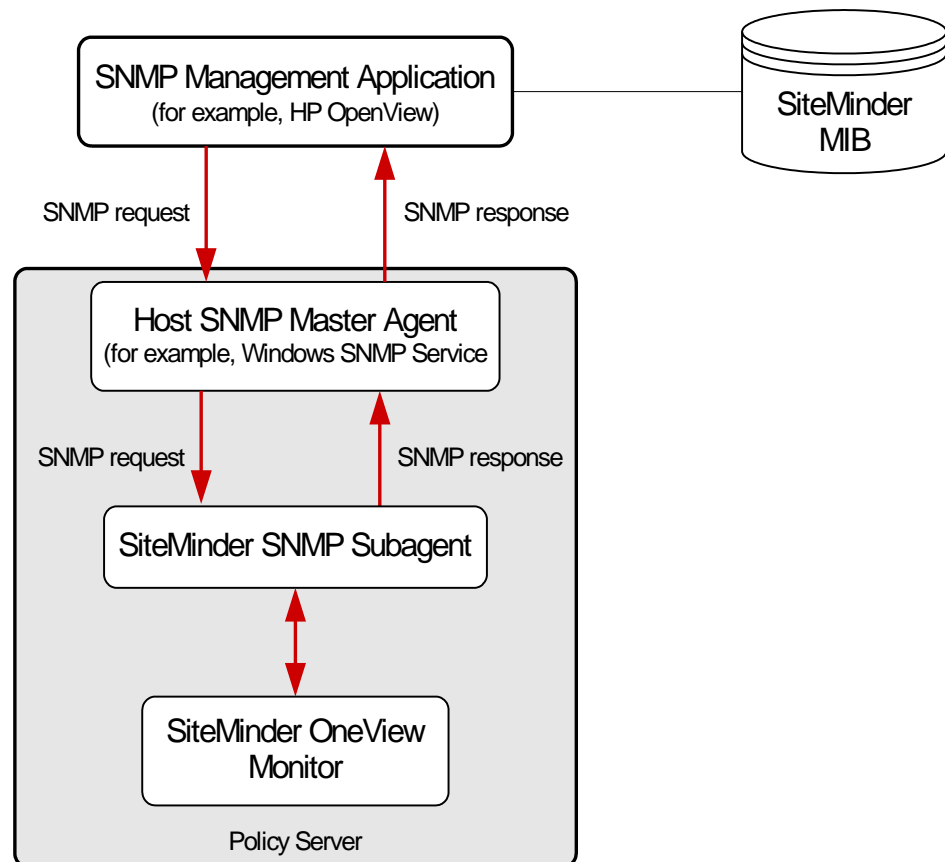 SNMP Management Application
(for example, HP OpenView)
SiteMinder
MIB
SNMP request
SNMP response
Host SNMP Master Agent
(for example, Windows SNMP Service
SNMP request
SNMP response
SiteMinder SNMP Subagent
SiteMinder OneView
Monitor
Policy Server